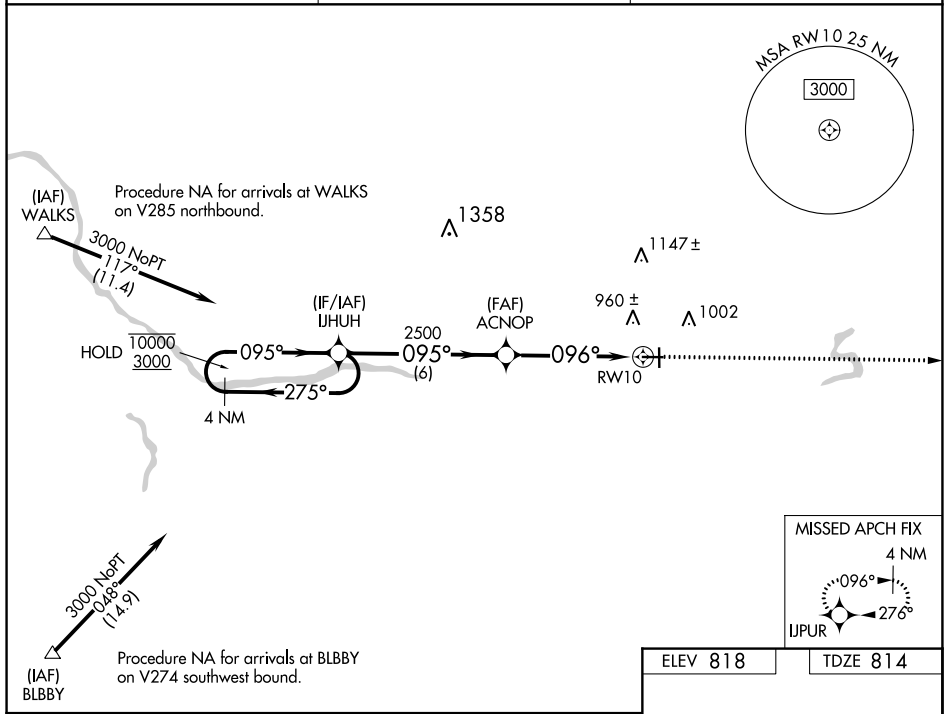 MSA RW10 25 NM
3000
Procedure NA for arrivals at WALKS
on V285 northbound.
(IAF)
WALKS
3000 NoPT
117°
(11.4)
1358
1147±
960 ±
1002
(IF/IAF)
IJHUH
(FAF)
ACNOP
HOLD
10000
3000
095°
2500
095°
(6)
096°
RW10
275°
4 NM
3000 NoPT
048°
(14.9)
(IAF)
BLBBY
Procedure NA for arrivals at BLBBY
on V274 southwest bound.
MISSED APCH FIX
4 NM
096°
276°
IJPUR
ELEV 818
TDZE 814